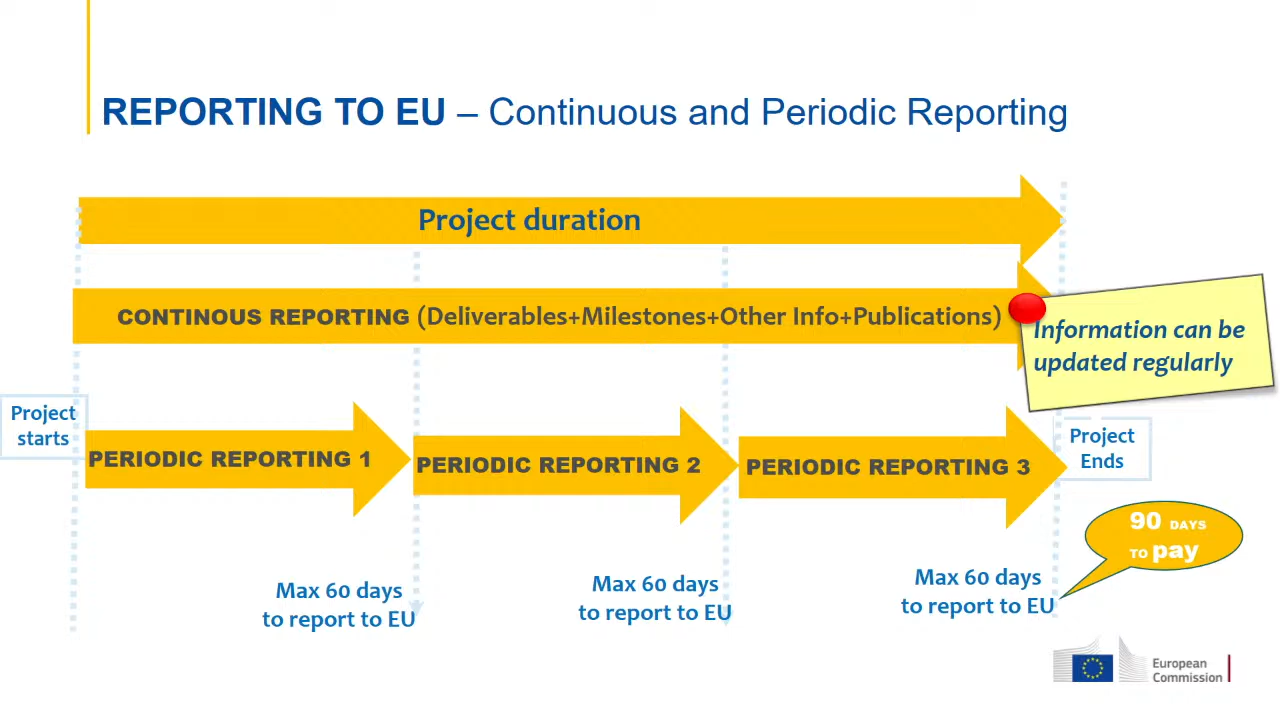 REPORTING TO EU – Continuous and Periodic Reporting
Project duration
CONTINOUS REPORTING (Deliverables+Milestones+Other Info+Publications)
Information can be
updated regularly
Project
starts
PERIODIC REPORTING 1
PERIODIC REPORTING 2
PERIODIC REPORTING 3
Project
Ends
90 DAYS
TO pay
Max 60 days
to report to EU
Max 60 days
to report to EU
Max 60 days
to report to EU
European
Commission